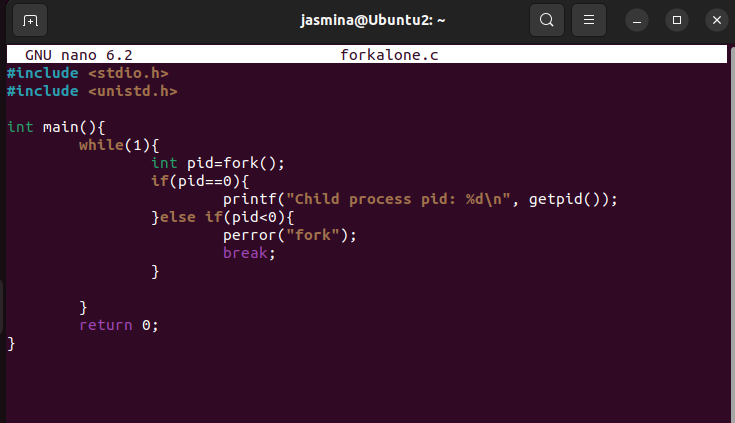 jasmina@Ubuntu2: ~
GNU nano 6.2 forkalone.c
#include <stdio.h>
#include <unistd.h>
int main(){
while(1){
int pid=fork();
if(pid==0){
printf("Child process pid: %d\n", getpid());
}else if(pid<0){
perror("fork");
break;
}
}
return 0;
}